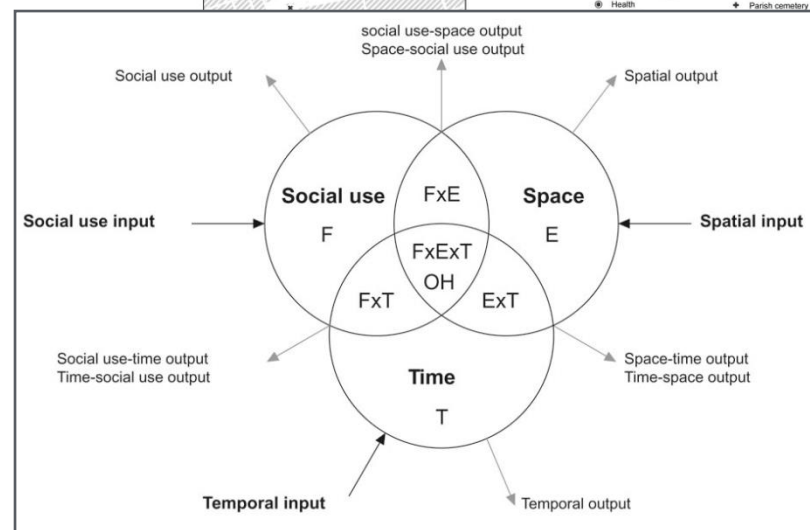 Health
Parish cemetery
social use-space output
Space-social use output
Social use output
Spatial output
Social use
FxE
Space
Social use input
Spatial input
F
FxExT
E
OH
FxT
ExT
Social use-time output
Time-social use output
Space-time output
Time-space output
Time
T
Temporal input
Temporal output